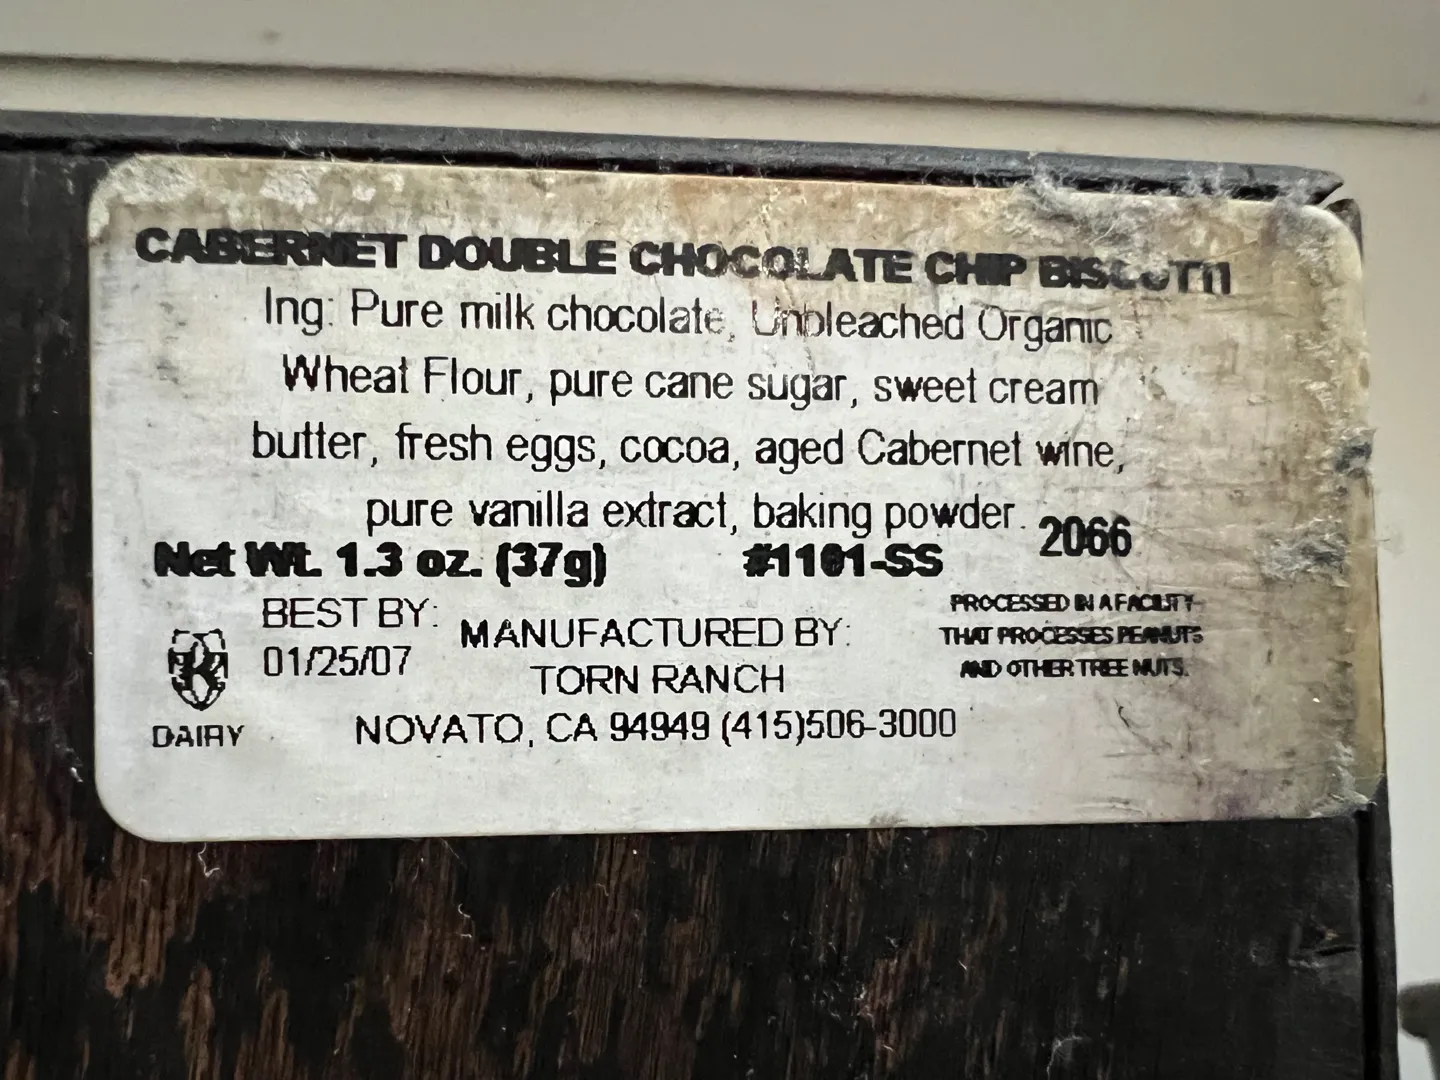 CABERNET DOUBLE CHOCOLATE CHIP BISCOTTI
Ing: Pure milk chocolate, Unbleached Organic
Wheat Flour, pure cane sugar, sweet cream
butter, fresh eggs, cocoa, aged Cabernet wine,
pure vanilla extract, baking powder.
2066
Net Wt. 1.3 oz. (37g) #1101-SS
BEST BY:
01/25/07
MANUFACTURED BY:
TORN RANCH
NOVATO, CA 94949 (415)506-3000
PROCESSED IN A FACILITY
THAT PROCESSES PEANUTS
AND OTHER TREE NUTS.
K
DAIRY